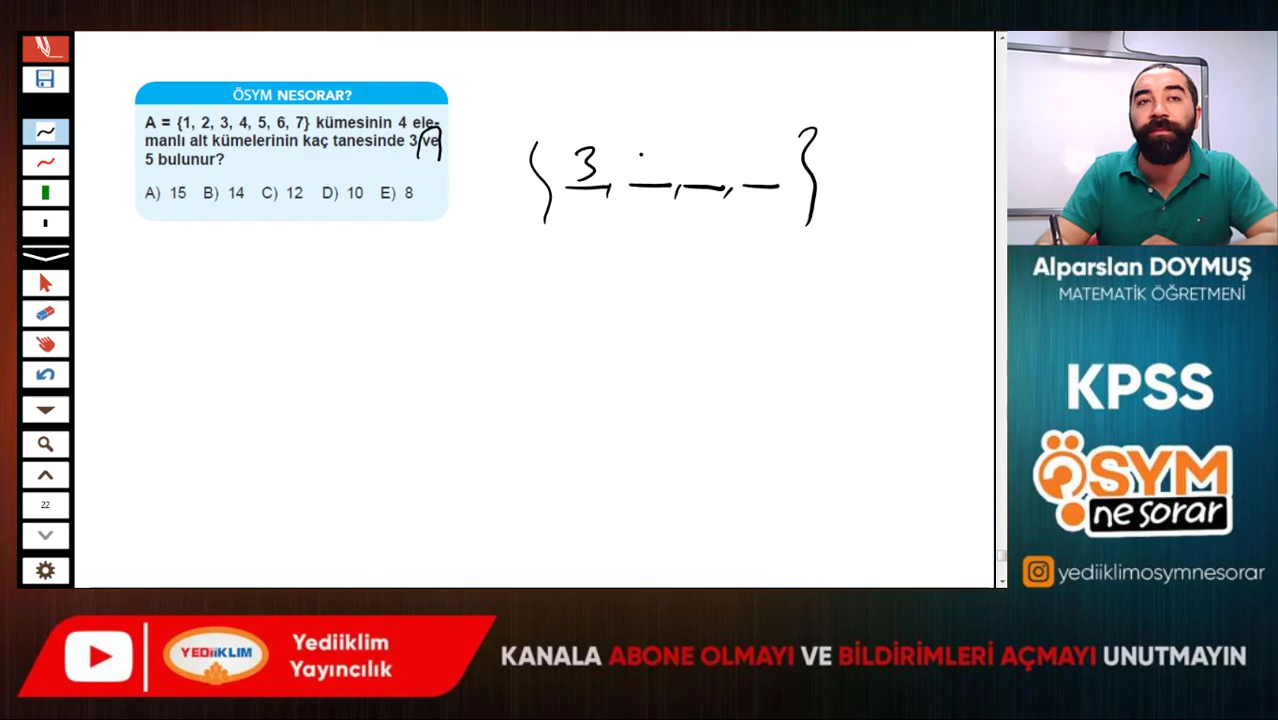 ÖSYM NESORAR?
A = {1, 2, 3, 4, 5, 6, 7} kümesinin 4 ele-
manlı alt kümelerinin kaç tanesinde 3 ve
5 bulunur?
A) 15 B) 14 C) 12 D) 10 E) 8
{ 3, _, _, _ }
22
Alparslan DOYMUŞ
MATEMATİK ÖĞRETMENİ
KPSS
ÖSYM
ne sorar
yediiklimosymnesorar
YEDiiKLIM
Yediiklim
Yayıncılık
KANALA ABONE OLMAYI VE BİLDİRİMLERİ AÇMAYI UNUTMAYIN